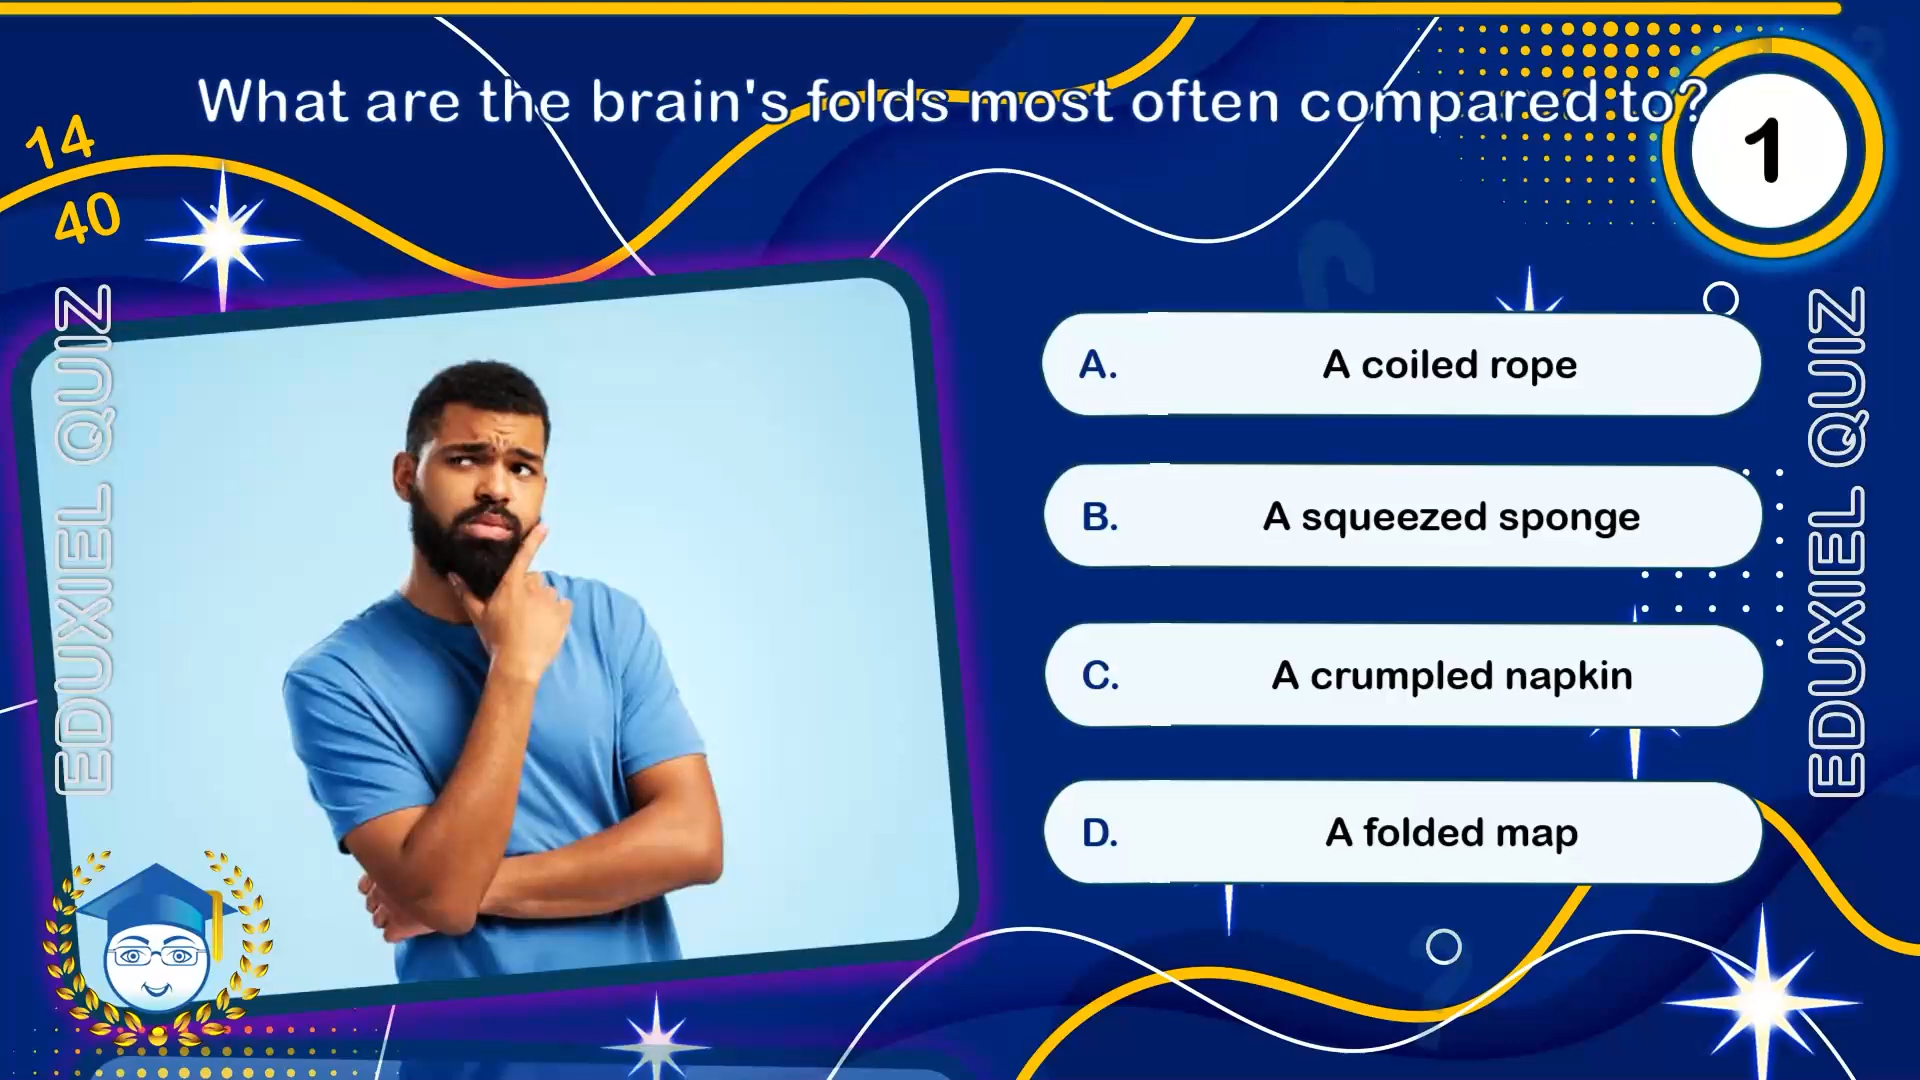 What are the brain's folds most often compared to?
1
14
40
EDUXIEL QUIZ
A. A coiled rope
B. A squeezed sponge
C. A crumpled napkin
D. A folded map
EDUXIEL QUIZ